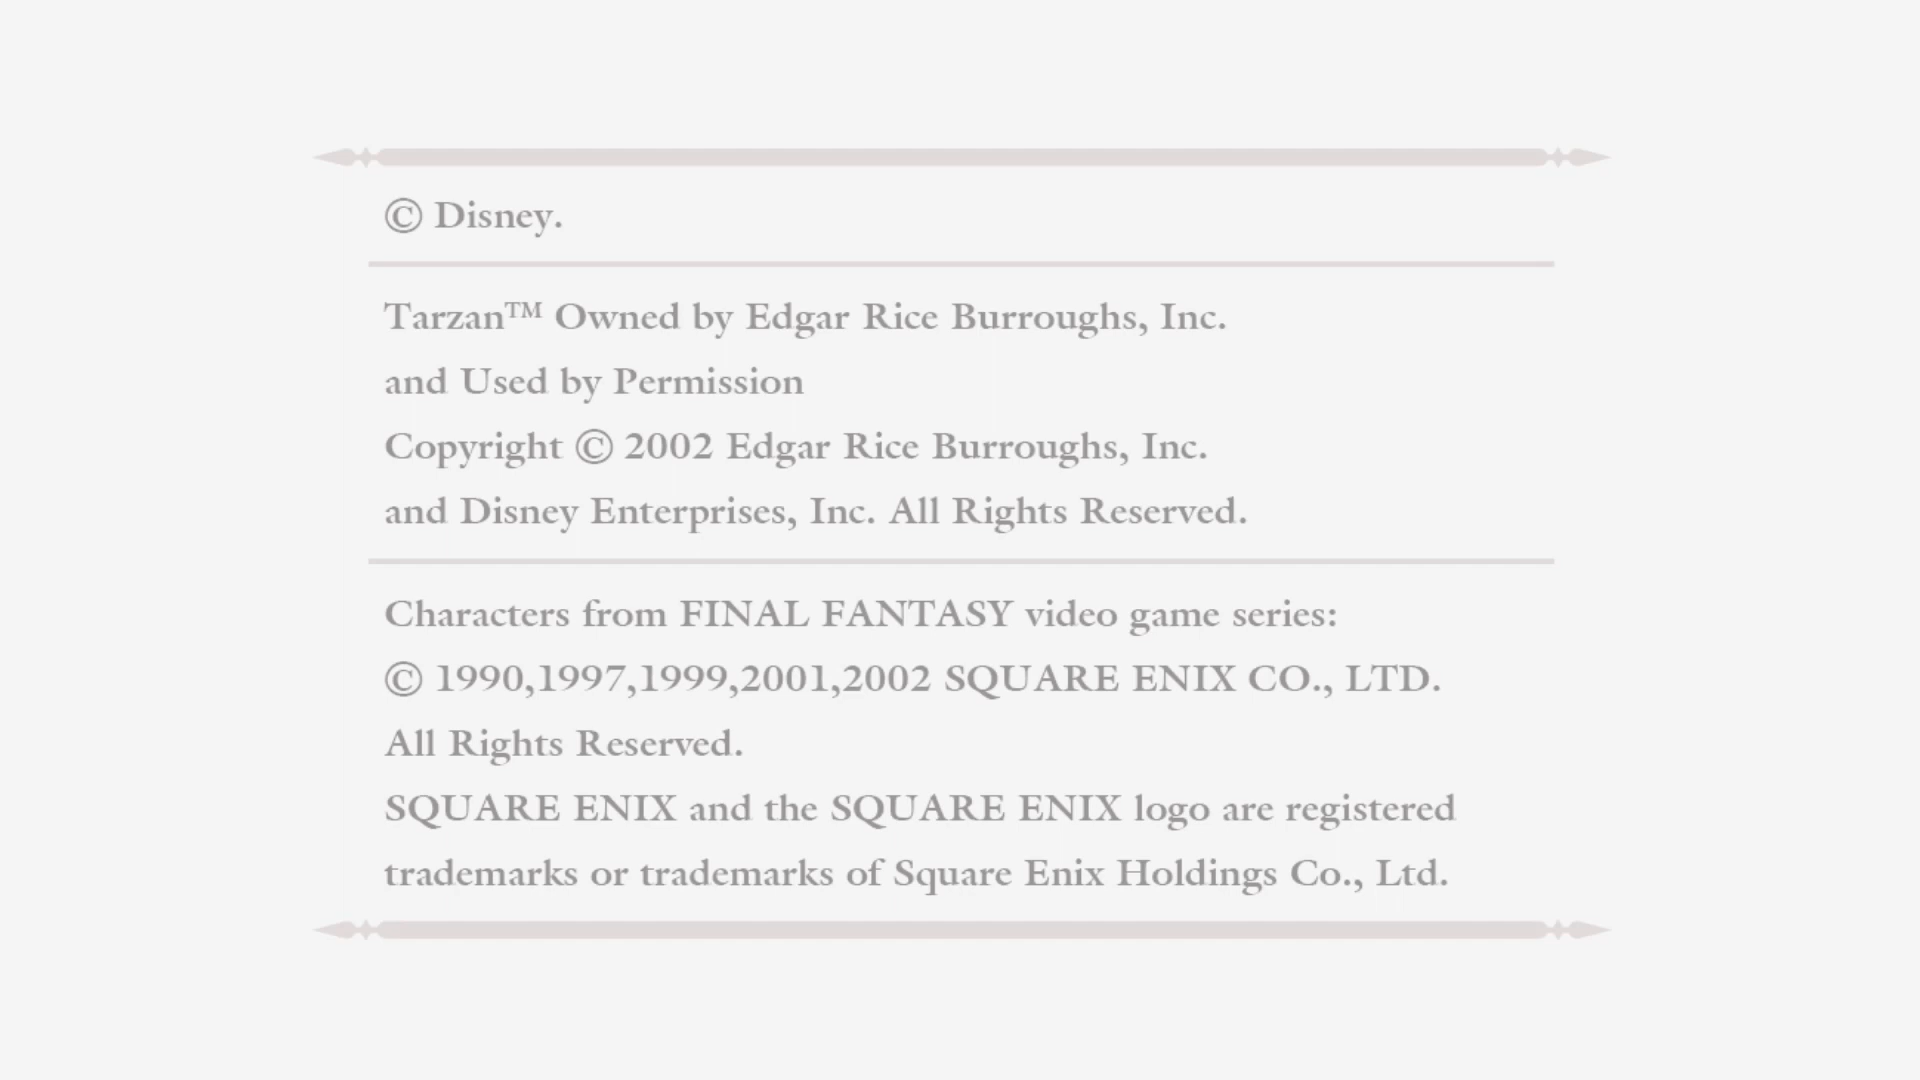 © Disney.
Tarzan™ Owned by Edgar Rice Burroughs, Inc.
and Used by Permission
Copyright © 2002 Edgar Rice Burroughs, Inc.
and Disney Enterprises, Inc. All Rights Reserved.
Characters from FINAL FANTASY video game series:
© 1990,1997,1999,2001,2002 SQUARE ENIX CO., LTD.
All Rights Reserved.
SQUARE ENIX and the SQUARE ENIX logo are registered
trademarks or trademarks of Square Enix Holdings Co., Ltd.